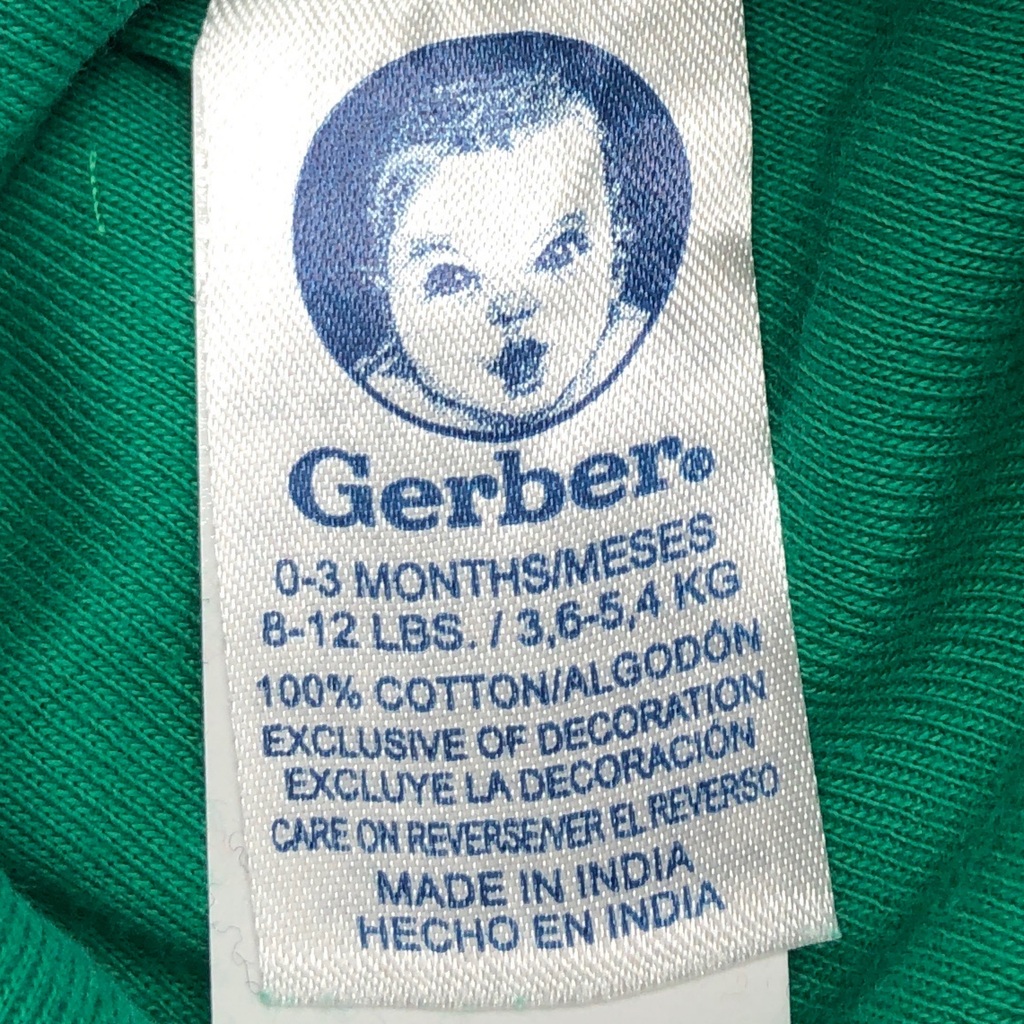 Gerber®
0-3 MONTHS/MESES
8-12 LBS. / 3,6-5,4 KG
100% COTTON/ALGODÓN
EXCLUSIVE OF DECORATION
EXCLUYE LA DECORACIÓN
CARE ON REVERSE/VER EL REVERSO
MADE IN INDIA
HECHO EN INDIA